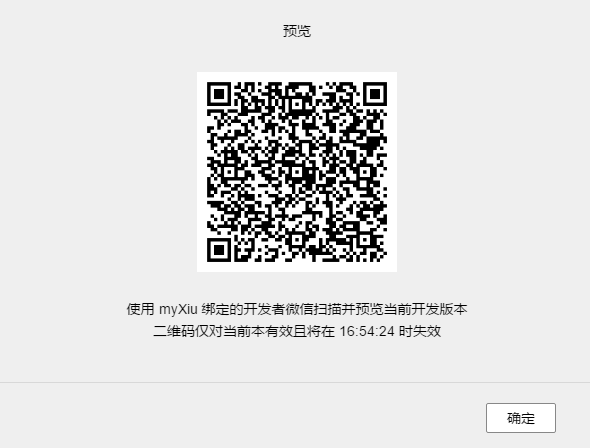 预览
使用 myXiu 绑定的开发者微信扫描并预览当前开发版本
二维码仅对当前本有效且将在 16:54:24 时失效
确定